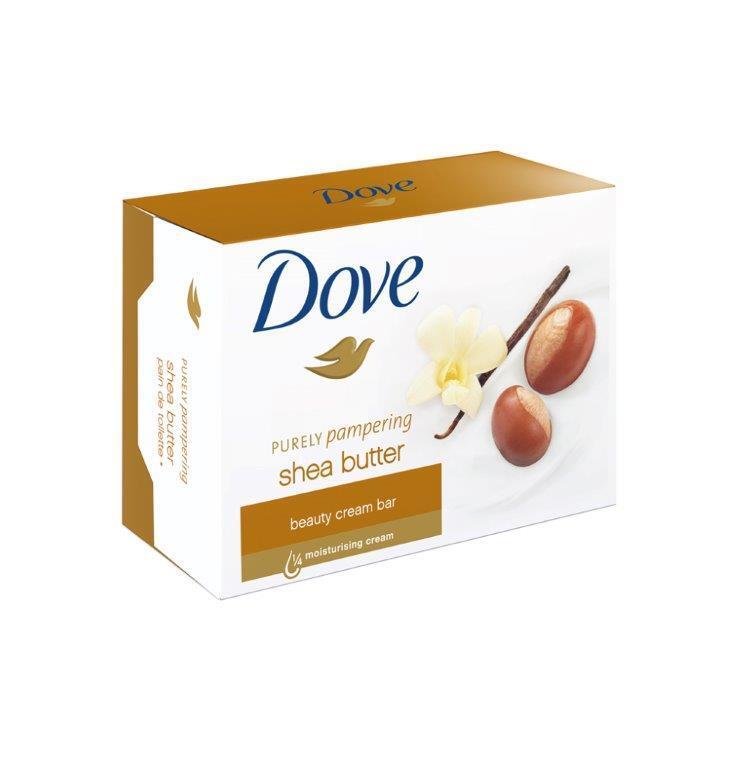 Dove
Dove
PURELY pampering
shea butter
beauty cream bar
¼ moisturising cream
PURELY pampering
shea butter
pain de toilette •